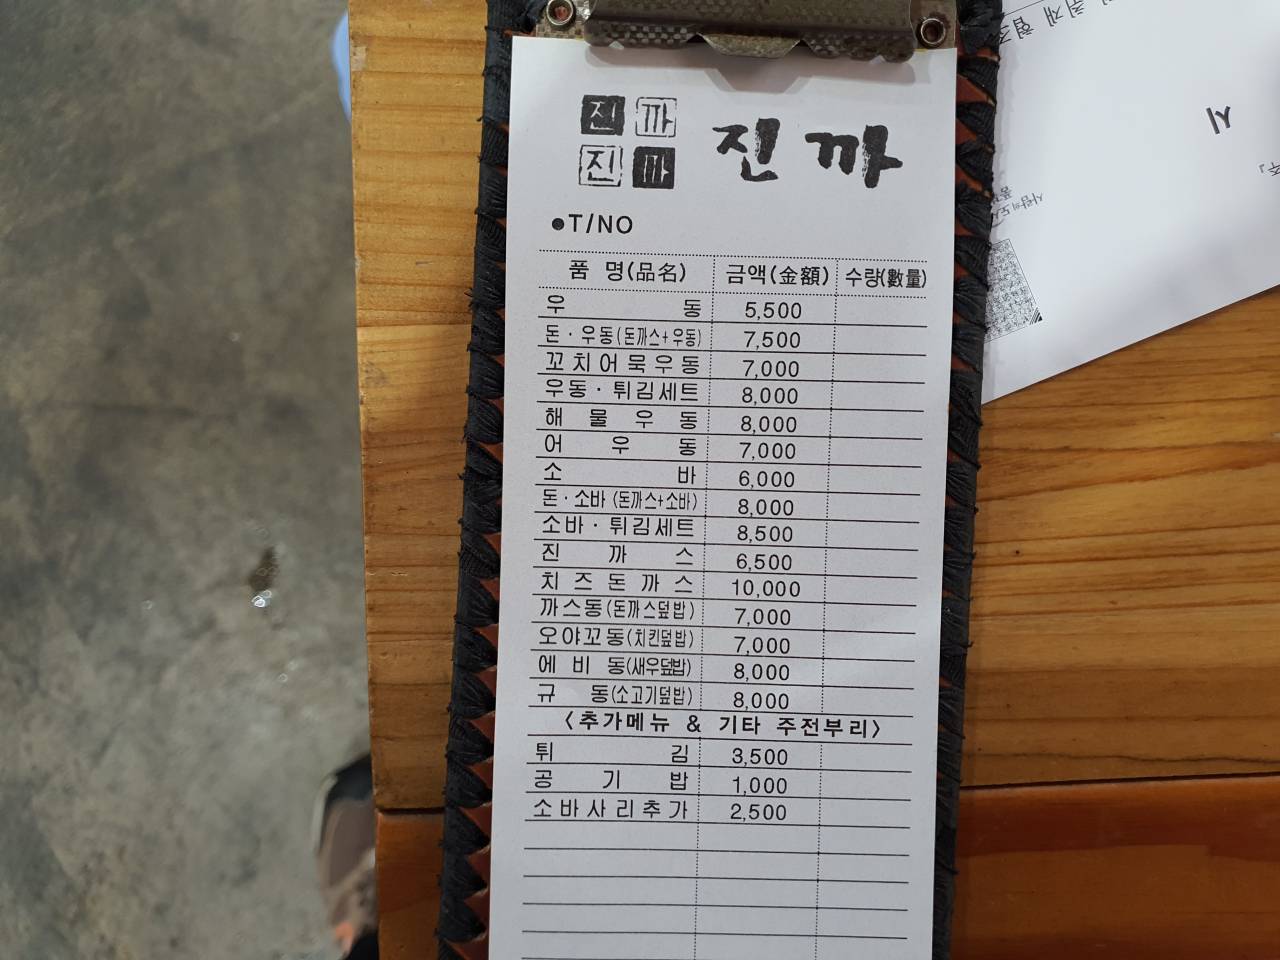 진 까
진 까
진 까
●T/NO
품 명(品名) 금액(金額) 수량(數量)
우 동 5,500
돈·우동(돈까스+우동) 7,500
꼬치어묵우동 7,000
우동·튀김세트 8,000
해물우동 8,000
어우동 7,000
소바 6,000
돈·소바(돈까스+소바) 8,000
소바·튀김세트 8,500
진까스 6,500
치즈돈까스 10,000
까스동(돈까스덮밥) 7,000
오야꼬동(치킨덮밥) 7,000
에비동(새우덮밥) 8,000
규동(소고기덮밥) 8,000
〈추가메뉴 & 기타 주전부리〉
튀김 3,500
공기밥 1,000
소바사리추가 2,500
취재 협조
시